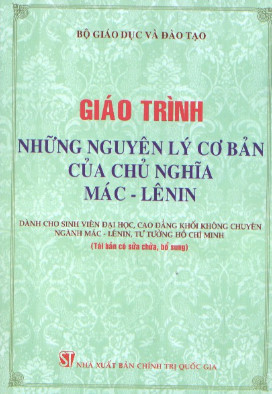 BỘ GIÁO DỤC VÀ ĐÀO TẠO
GIÁO TRÌNH
NHỮNG NGUYÊN LÝ CƠ BẢN
CỦA CHỦ NGHĨA
MÁC - LÊNIN
DÀNH CHO SINH VIÊN ĐẠI HỌC, CAO ĐẲNG KHỐI KHÔNG CHUYÊN
NGÀNH MÁC - LÊNIN, TƯ TƯỞNG HỒ CHÍ MINH
(Tái bản có sửa chữa, bổ sung)
ST NHÀ XUẤT BẢN CHÍNH TRỊ QUỐC GIA